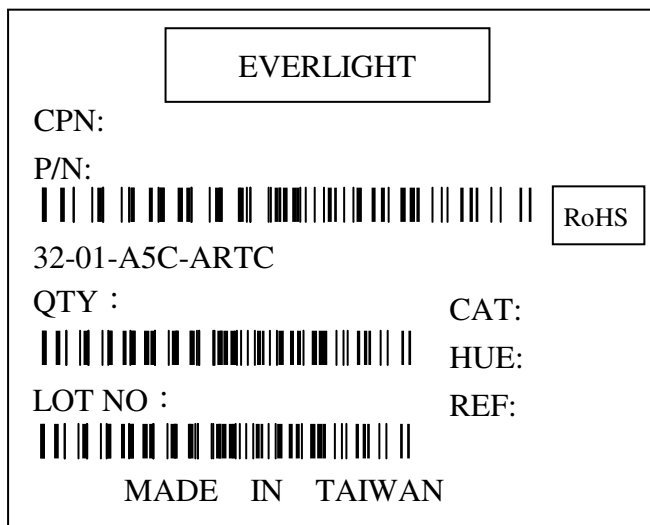 EVERLIGHT
CPN:
P/N:
RoHS
32-01-A5C-ARTC
QTY：
CAT:
HUE:
LOT NO：
REF:
MADE IN TAIWAN